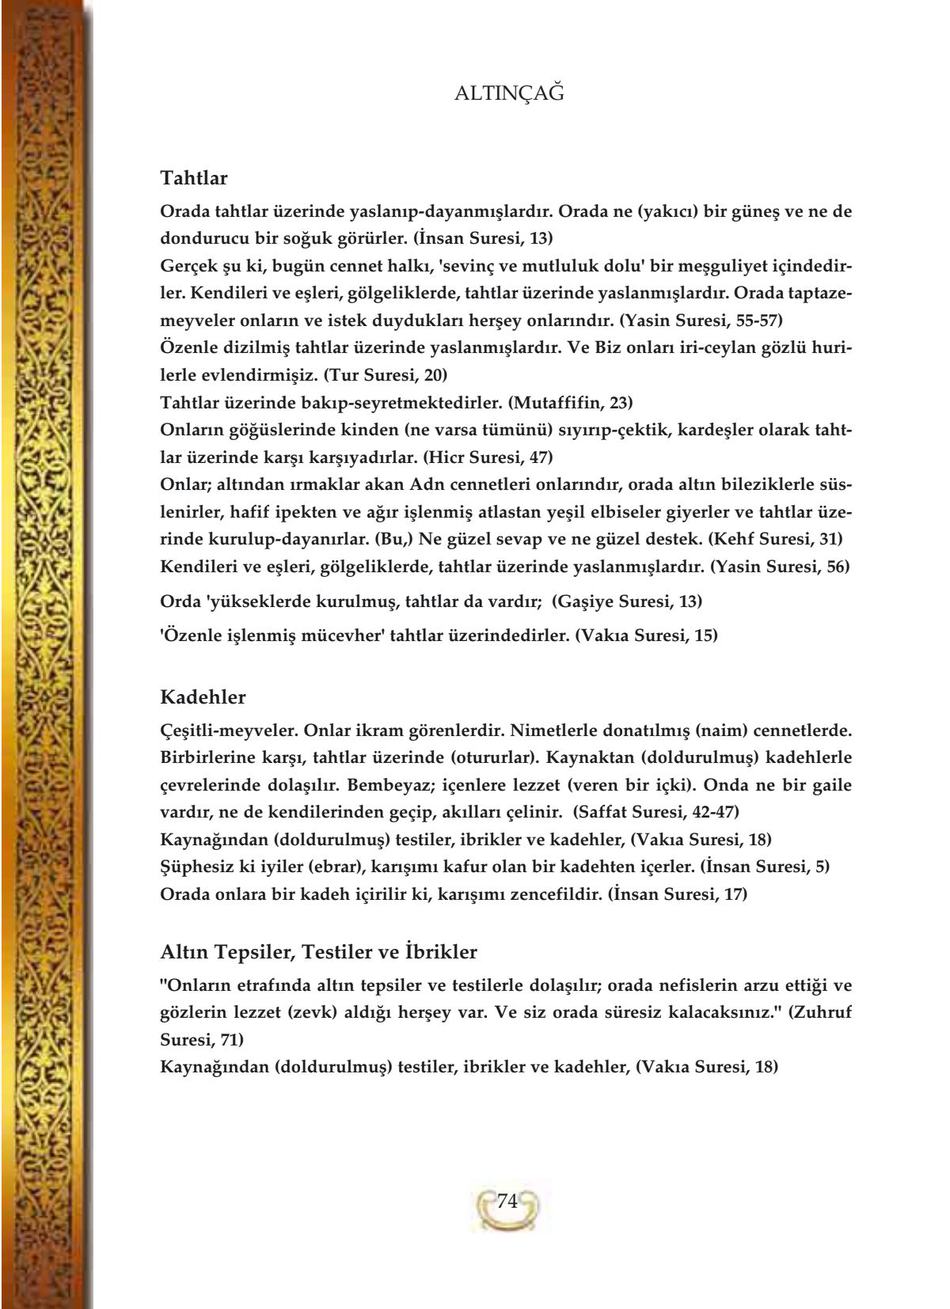 ALTINÇAĞ
Tahtlar
Orada tahtlar üzerinde yaslanıp-dayanmışlardır. Orada ne (yakıcı) bir güneş ve ne de
dondurucu bir soğuk görürler. (İnsan Suresi, 13)
Gerçek şu ki, bugün cennet halkı, 'sevinç ve mutluluk dolu' bir meşguliyet içindedir-
ler. Kendileri ve eşleri, gölgeliklerde, tahtlar üzerinde yaslanmışlardır. Orada taptaze-
meyveler onların ve istek duydukları herşey onlarındır. (Yasin Suresi, 55-57)
Özenle dizilmiş tahtlar üzerinde yaslanmışlardır. Ve Biz onları iri-ceylan gözlü huri-
lerle evlendirmişiz. (Tur Suresi, 20)
Tahtlar üzerinde bakıp-seyretmektedirler. (Mutaffifin, 23)
Onların göğüslerinde kinden (ne varsa tümünü) sıyırıp-çektik, kardeşler olarak taht-
lar üzerinde karşı karşıyadırlar. (Hicr Suresi, 47)
Onlar; altından ırmaklar akan Adn cennetleri onlarındır, orada altın bileziklerle süs-
lenirler, hafif ipekten ve ağır işlenmiş atlastan yeşil elbiseler giyerler ve tahtlar üze-
rinde kurulup-dayanırlar. (Bu,) Ne güzel sevap ve ne güzel destek. (Kehf Suresi, 31)
Kendileri ve eşleri, gölgeliklerde, tahtlar üzerinde yaslanmışlardır. (Yasin Suresi, 56)
Orda 'yükseklerde kurulmuş, tahtlar da vardır; (Gaşiye Suresi, 13)
'Özenle işlenmiş mücevher' tahtlar üzerindedirler. (Vakıa Suresi, 15)
Kadehler
Çeşitli-meyveler. Onlar ikram görenlerdir. Nimetlerle donatılmış (naim) cennetlerde.
Birbirlerine karşı, tahtlar üzerinde (otururlar). Kaynaktan (doldurulmuş) kadehlerle
çevrelerinde dolaşılır. Bembeyaz; içenlere lezzet (veren bir içki). Onda ne bir gaile
vardır, ne de kendilerinden geçip, akılları çelinir. (Saffat Suresi, 42-47)
Kaynağından (doldurulmuş) testiler, ibrikler ve kadehler, (Vakıa Suresi, 18)
Şüphesiz ki iyiler (ebrar), karışımı kafur olan bir kadehten içerler. (İnsan Suresi, 5)
Orada onlara bir kadeh içirilir ki, karışımı zencefildir. (İnsan Suresi, 17)
Altın Tepsiler, Testiler ve İbrikler
"Onların etrafında altın tepsiler ve testilerle dolaşılır; orada nefislerin arzu ettiği ve
gözlerin lezzet (zevk) aldığı herşey var. Ve siz orada süresiz kalacaksınız." (Zuhruf
Suresi, 71)
Kaynağından (doldurulmuş) testiler, ibrikler ve kadehler, (Vakıa Suresi, 18)
74